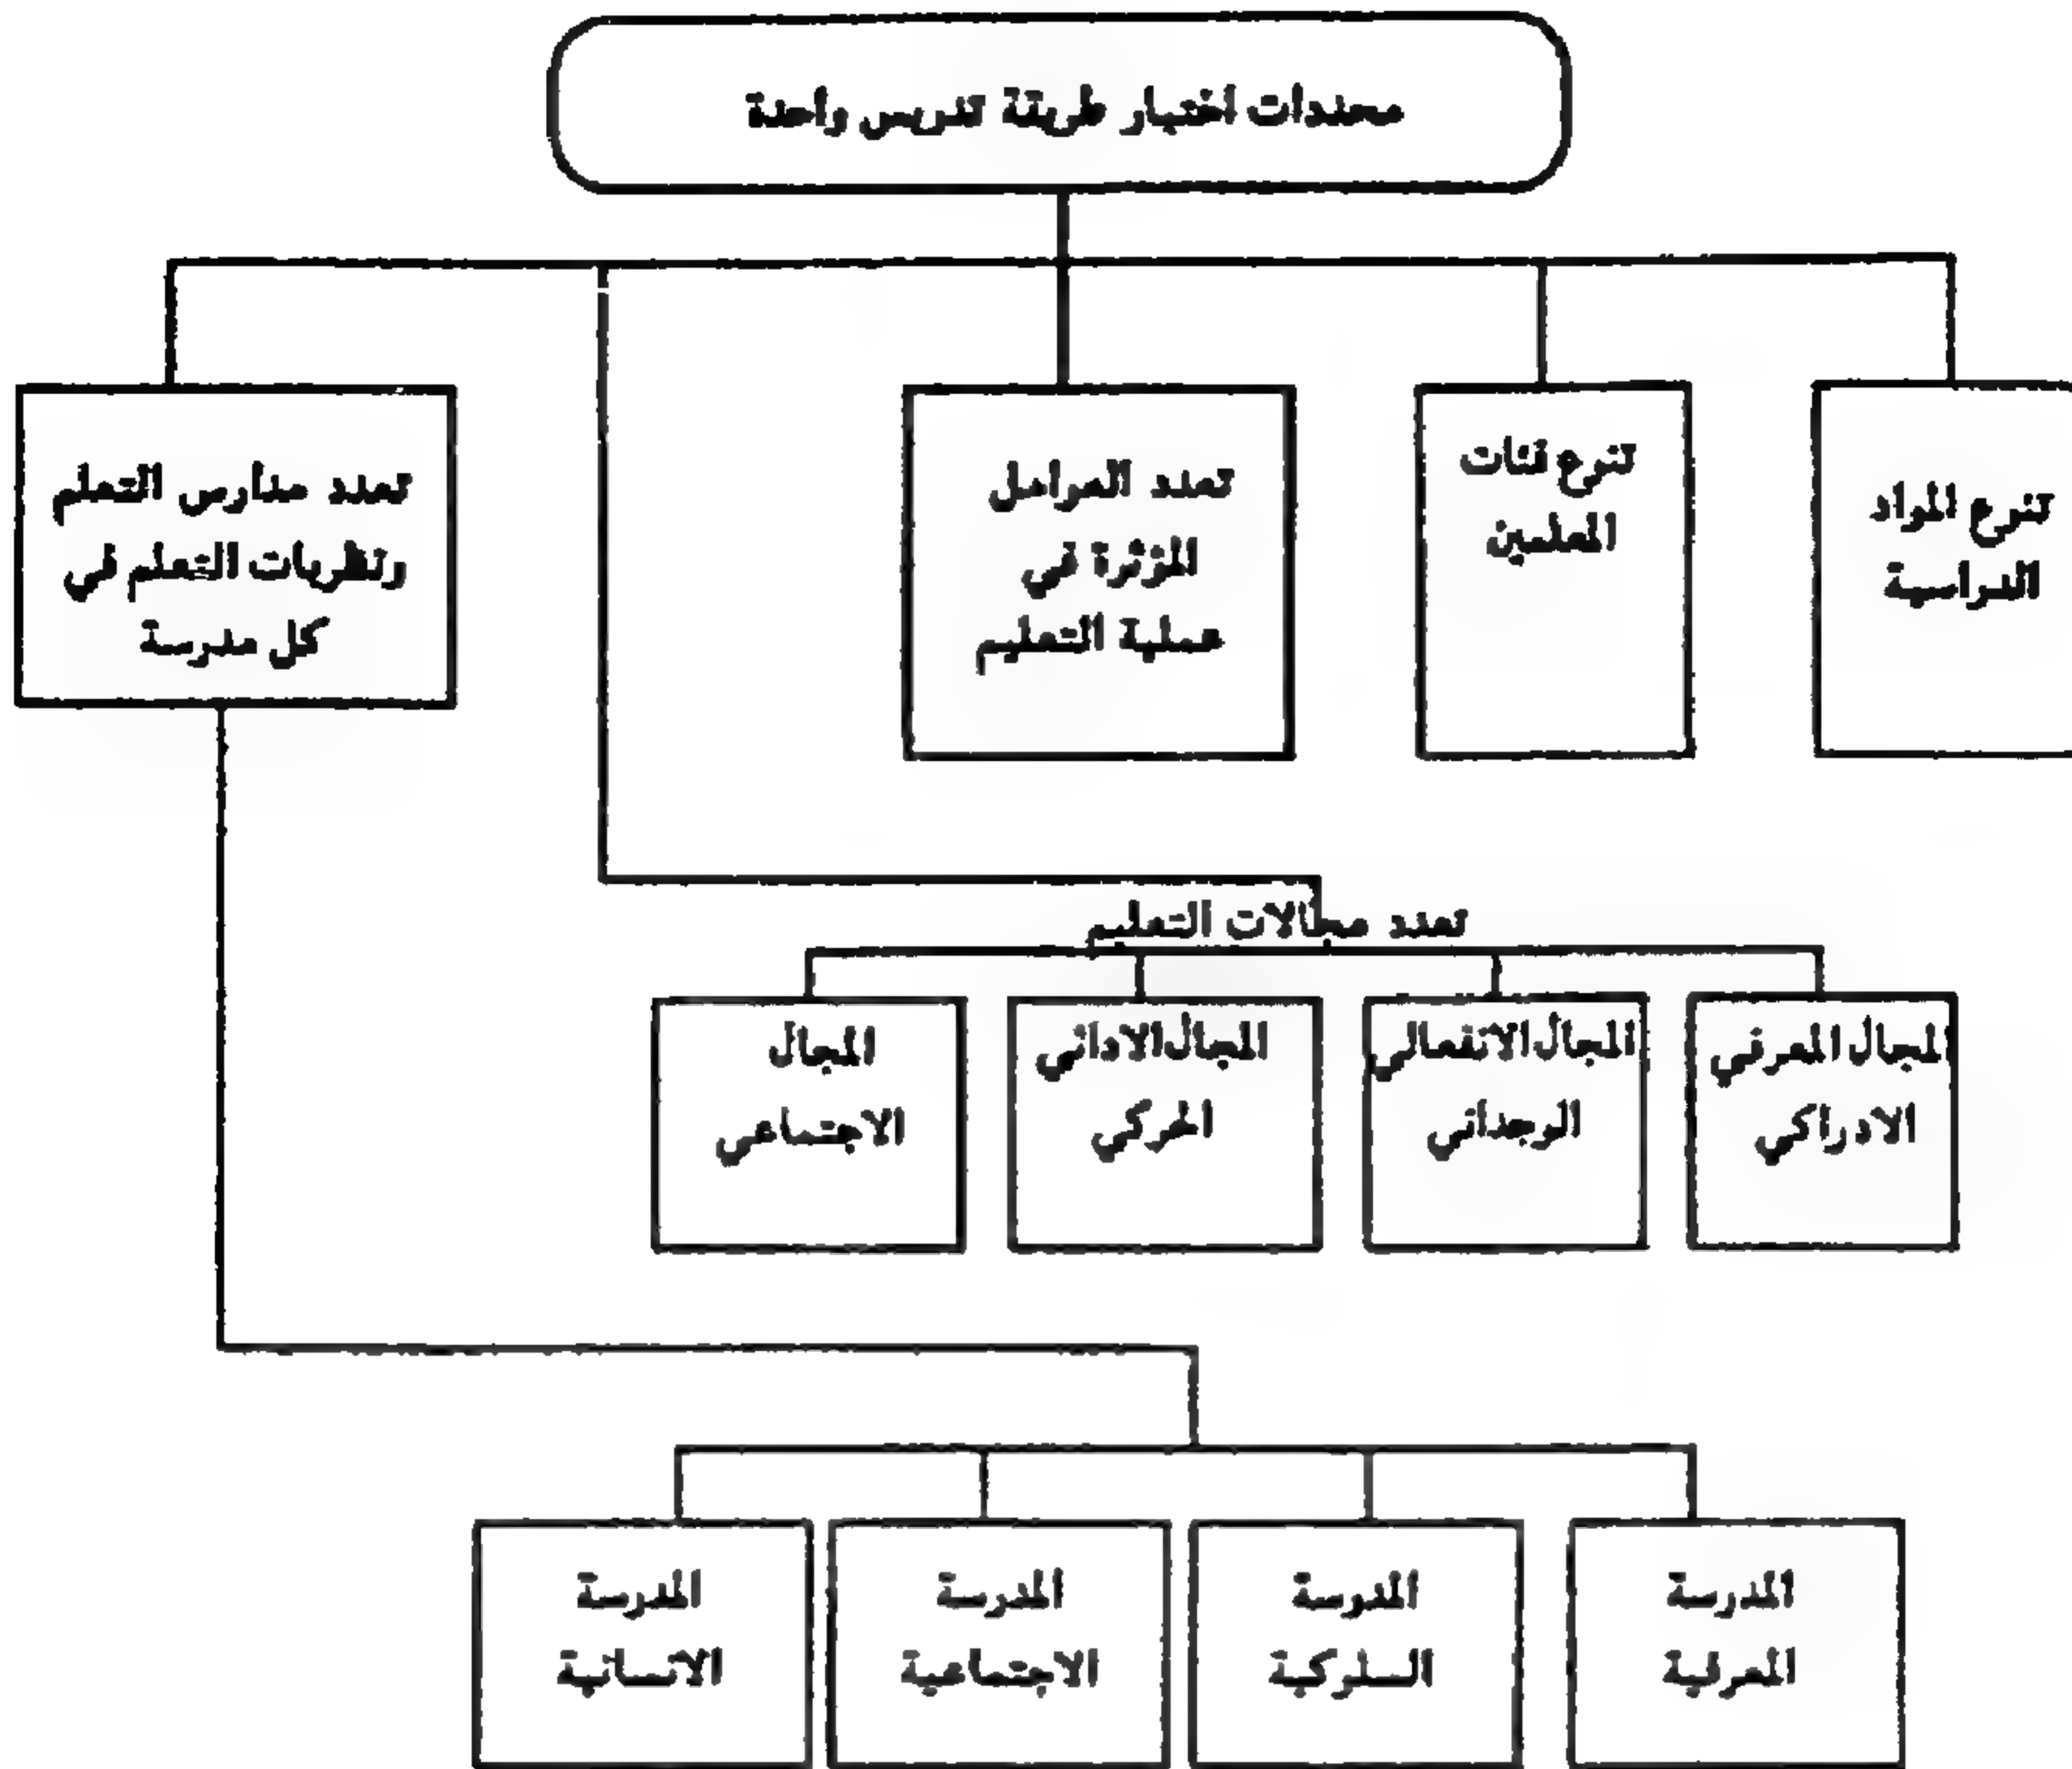 محددات اختيار طريقة تدريس واحدة
تنوع المواد
الدراسية
تنوع فئات
المعلمين
تعدد العوامل
المؤثرة في
عملية التعليم
تعدد مدارس التعلم
ونظريات التعلم في
كل مدرسة
تعدد مجالات التعليم
المجال المعرفي
الادراكي
المجال الانفعالي
الوجداني
المجال الادائي
الحركي
المجال
الاجتماعي
المدرسة
المعرفية
المدرسة
السلوكية
المدرسة
الاجتماعية
المدرسة
الانسانية